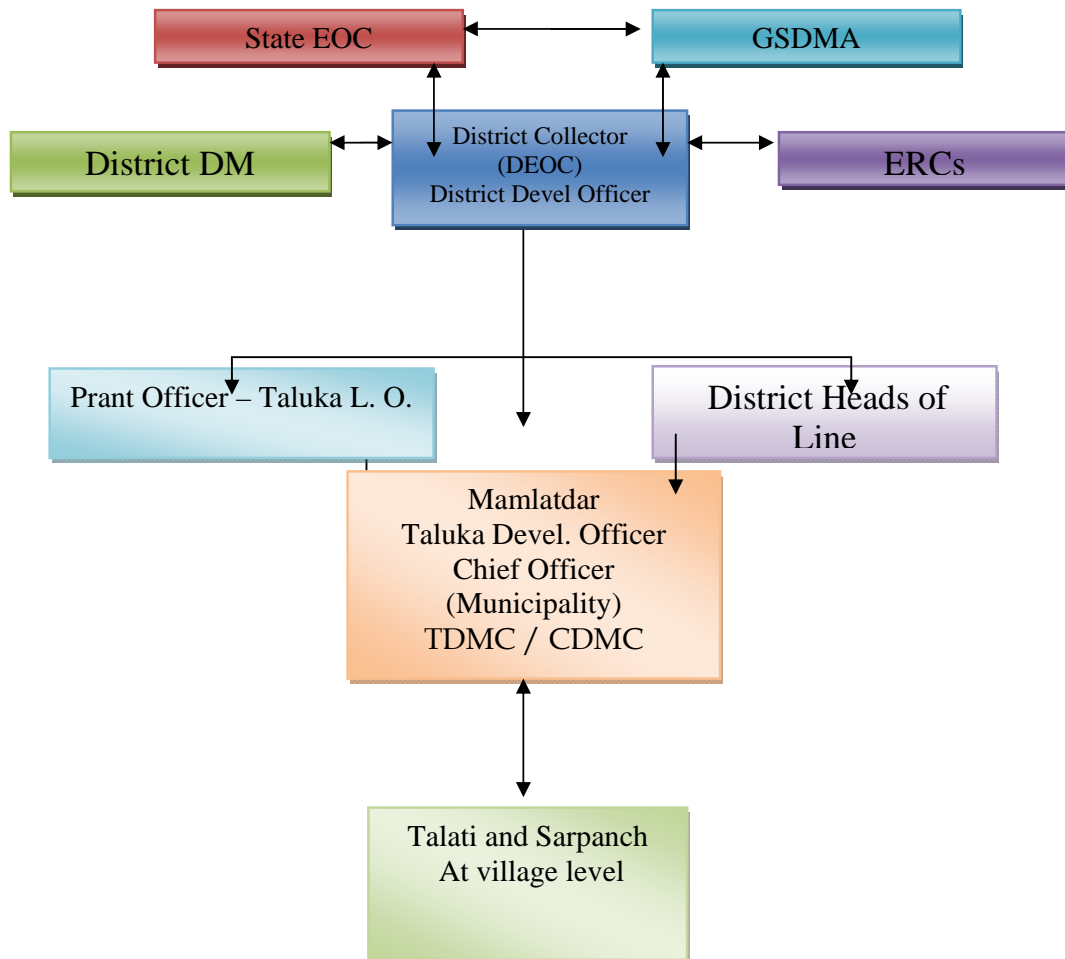 State EOC
GSDMA
District DM
District Collector
(DEOC)
District Devel Officer
ERCs
Prant Officer – Taluka L. O.
District Heads of
Line
Mamlatdar
Taluka Devel. Officer
Chief Officer
(Municipality)
TDMC / CDMC
Talati and Sarpanch
At village level